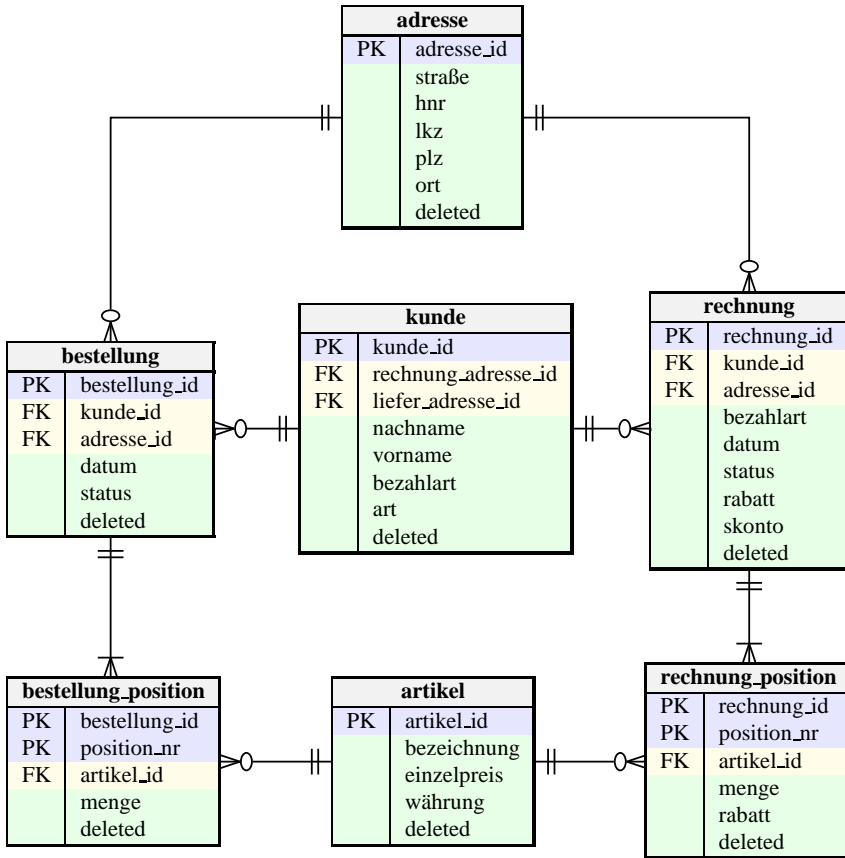 adresse
PK adresse_id
straße
hnr
lkz
plz
ort
deleted
bestellung
PK bestellung_id
FK kunde_id
FK adresse_id
datum
status
deleted
kunde
PK kunde_id
FK rechnung_adresse_id
FK liefer_adresse_id
nachname
vorname
bezahlart
art
deleted
rechnung
PK rechnung_id
FK kunde_id
FK adresse_id
bezahlart
datum
status
rabatt
skonto
deleted
bestellung_position
PK bestellung_id
PK position_nr
FK artikel_id
menge
deleted
artikel
PK artikel_id
bezeichnung
einzelpreis
währung
deleted
rechnung_position
PK rechnung_id
PK position_nr
FK artikel_id
menge
rabatt
deleted